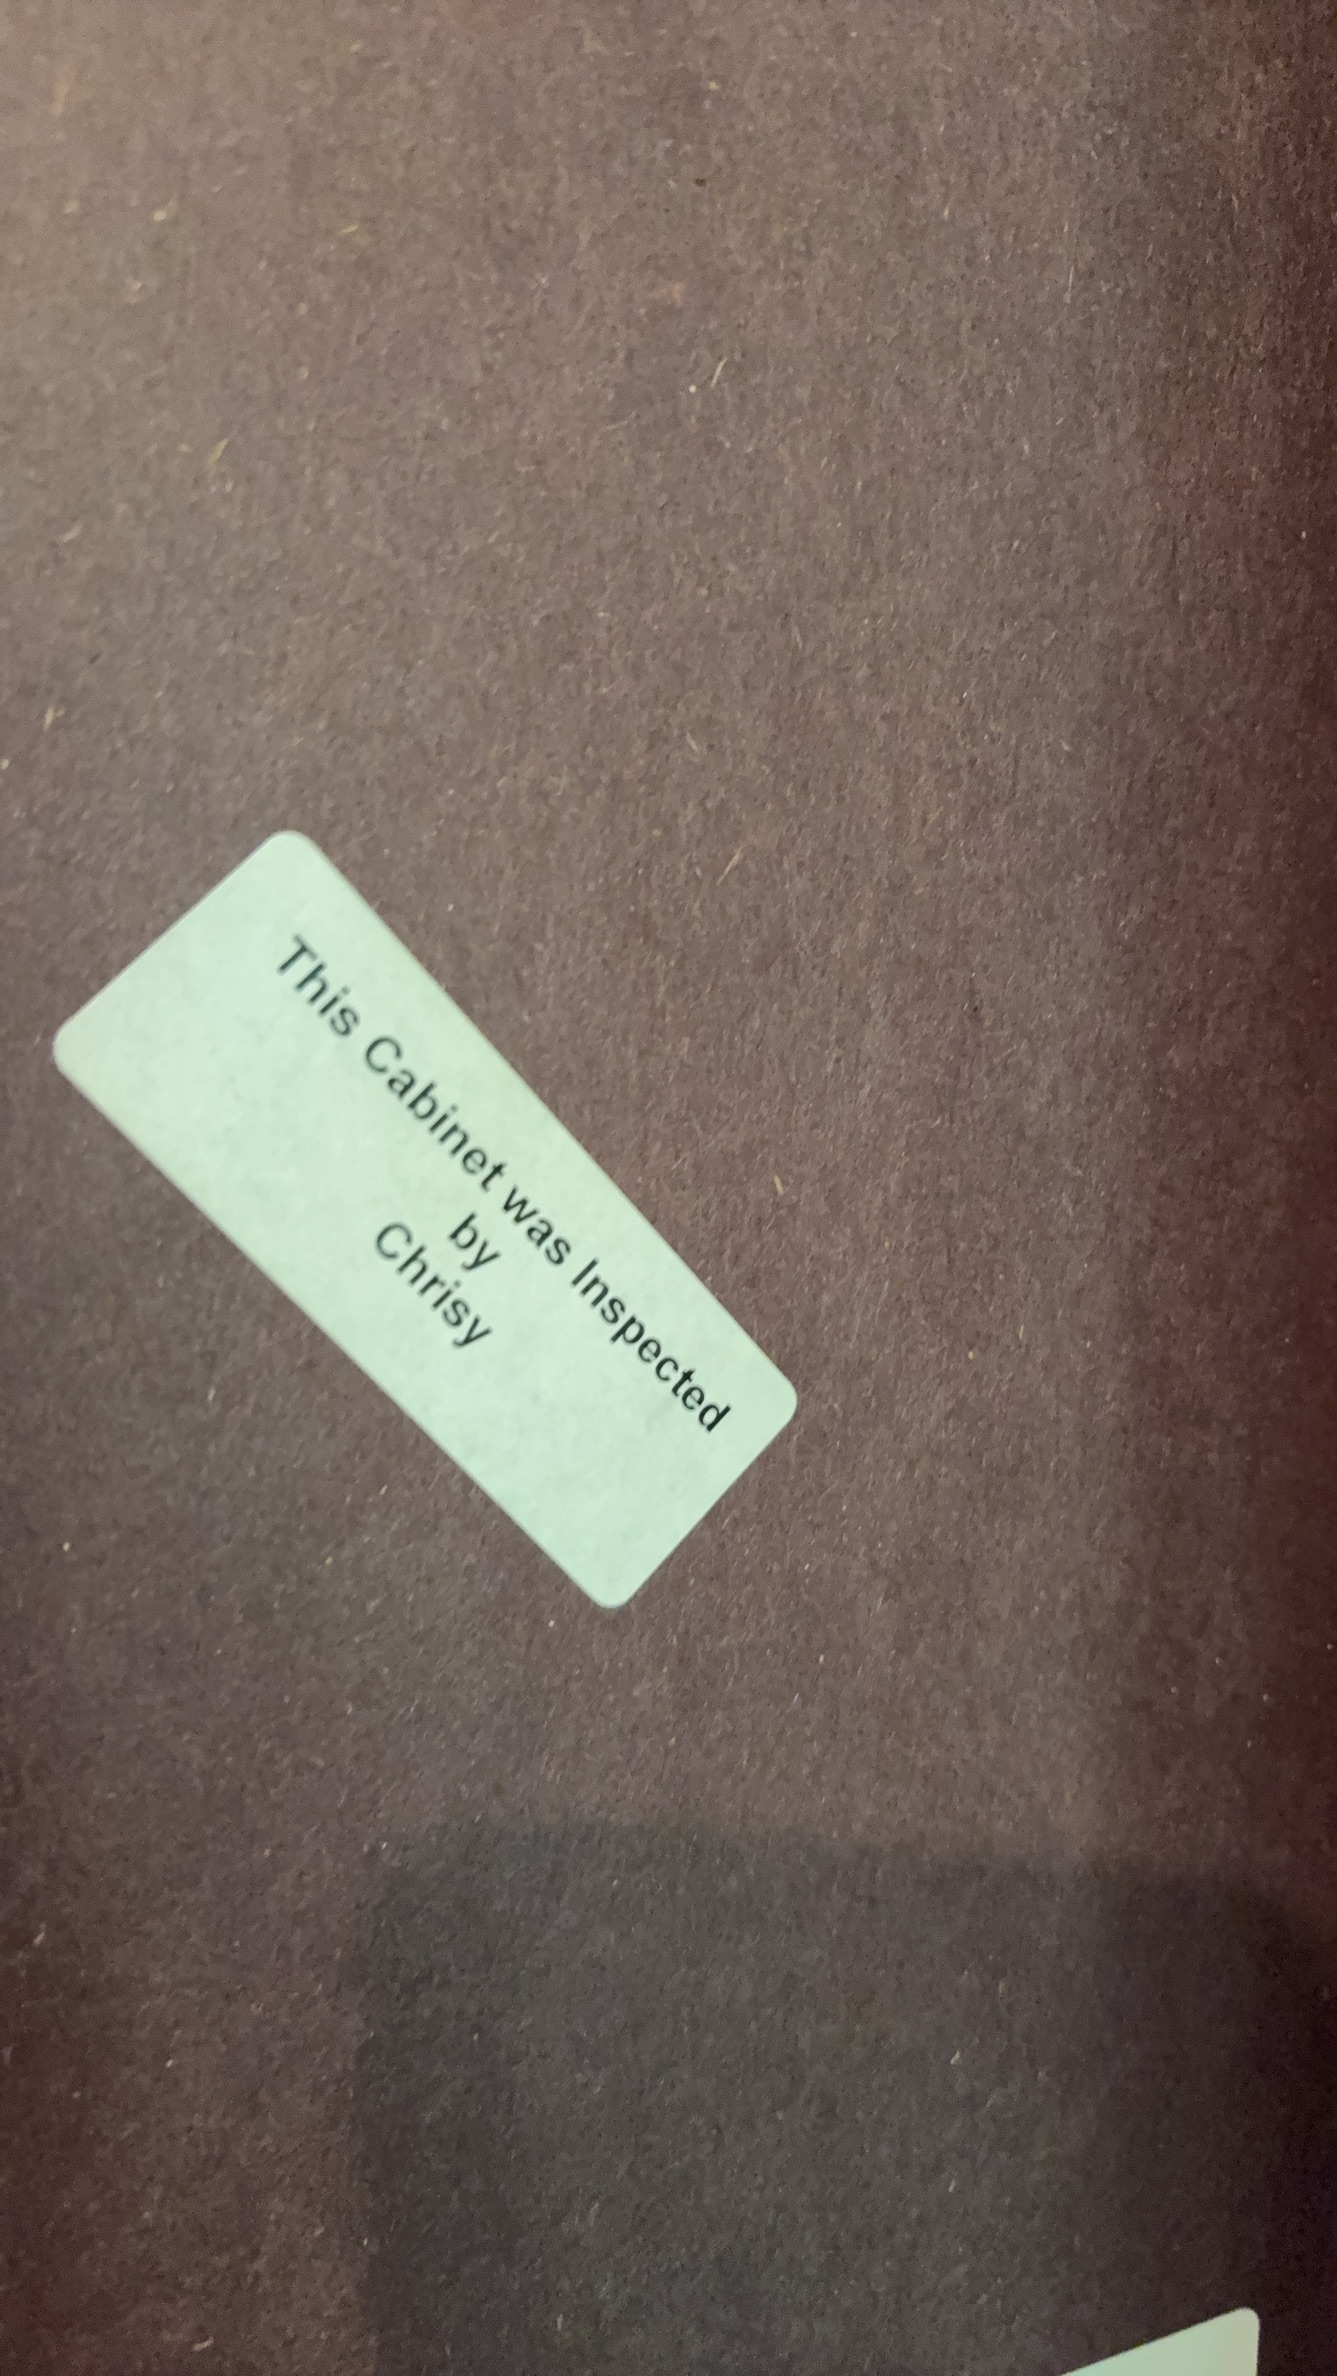 This Cabinet was Inspected
by
Chrisy